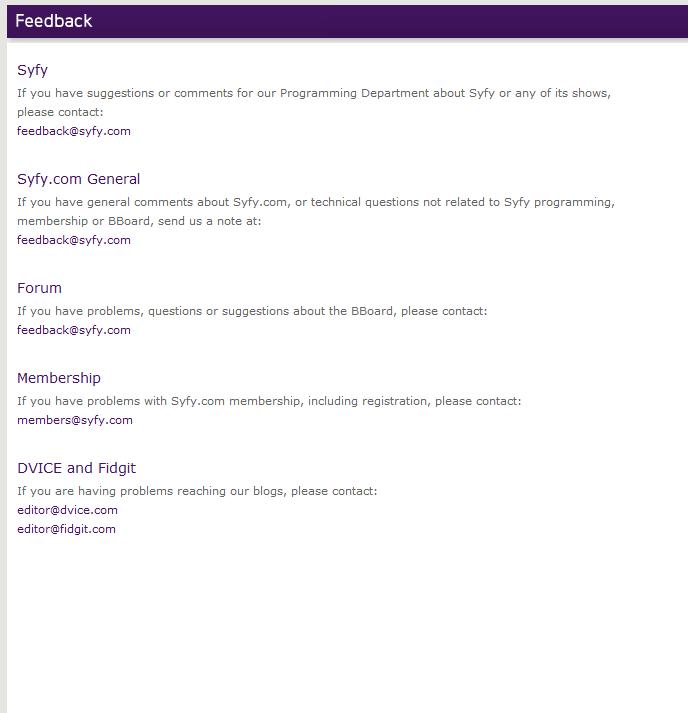 Feedback
Syfy
If you have suggestions or comments for our Programming Department about Syfy or any of its shows,
please contact:
feedback@syfy.com
Syfy.com General
If you have general comments about Syfy.com, or technical questions not related to Syfy programming,
membership or BBoard, send us a note at:
feedback@syfy.com
Forum
If you have problems, questions or suggestions about the BBoard, please contact:
feedback@syfy.com
Membership
If you have problems with Syfy.com membership, including registration, please contact:
members@syfy.com
DVICE and Fidgit
If you are having problems reaching our blogs, please contact:
editor@dvice.com
editor@fidgit.com